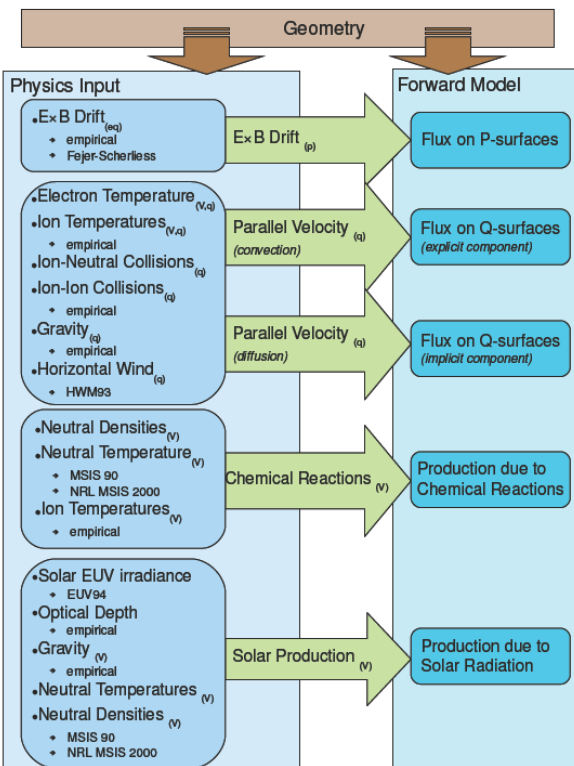 Geometry
Physics Input
•E×B Drift(eq)
→ empirical
→ Fejer-Scherliess
E×B Drift (p)
Forward Model
Flux on P-surfaces
•Electron Temperature(V,q)
•Ion Temperatures(V,q)
→ empirical
•Ion-Neutral Collisions(q)
•Ion-Ion Collisions(q)
→ empirical
•Gravity(q)
→ empirical
•Horizontal Wind(q)
→ HWM93
Parallel Velocity (q)
(convection)
Flux on Q-surfaces
(explicit component)
Parallel Velocity (q)
(diffusion)
Flux on Q-surfaces
(implicit component)
•Neutral Densities(V)
•Neutral Temperature(V)
→ MSIS 90
→ NRL MSIS 2000
•Ion Temperatures(V)
→ empirical
Chemical Reactions (V)
Production due to
Chemical Reactions
•Solar EUV irradiance
→ EUV94
•Optical Depth
→ empirical
•Gravity(V)
→ empirical
•Neutral Temperatures (V)
•Neutral Densities (V)
→ MSIS 90
→ NRL MSIS 2000
Solar Production (V)
Production due to
Solar Radiation